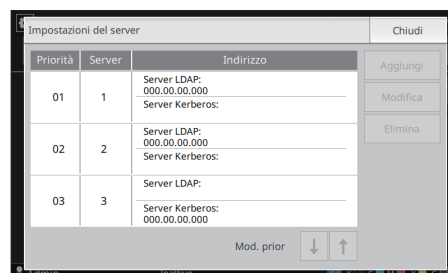 Impostazioni del server
Chiudi
Priorità Server Indirizzo
Aggiungi
Modifica
Elimina
01 1 Server LDAP:
000.00.00.000
Server Kerberos:
02 2 Server LDAP:
000.00.00.000
Server Kerberos:
03 3 Server LDAP:
Server Kerberos:
000.00.00.000
Mod. prior